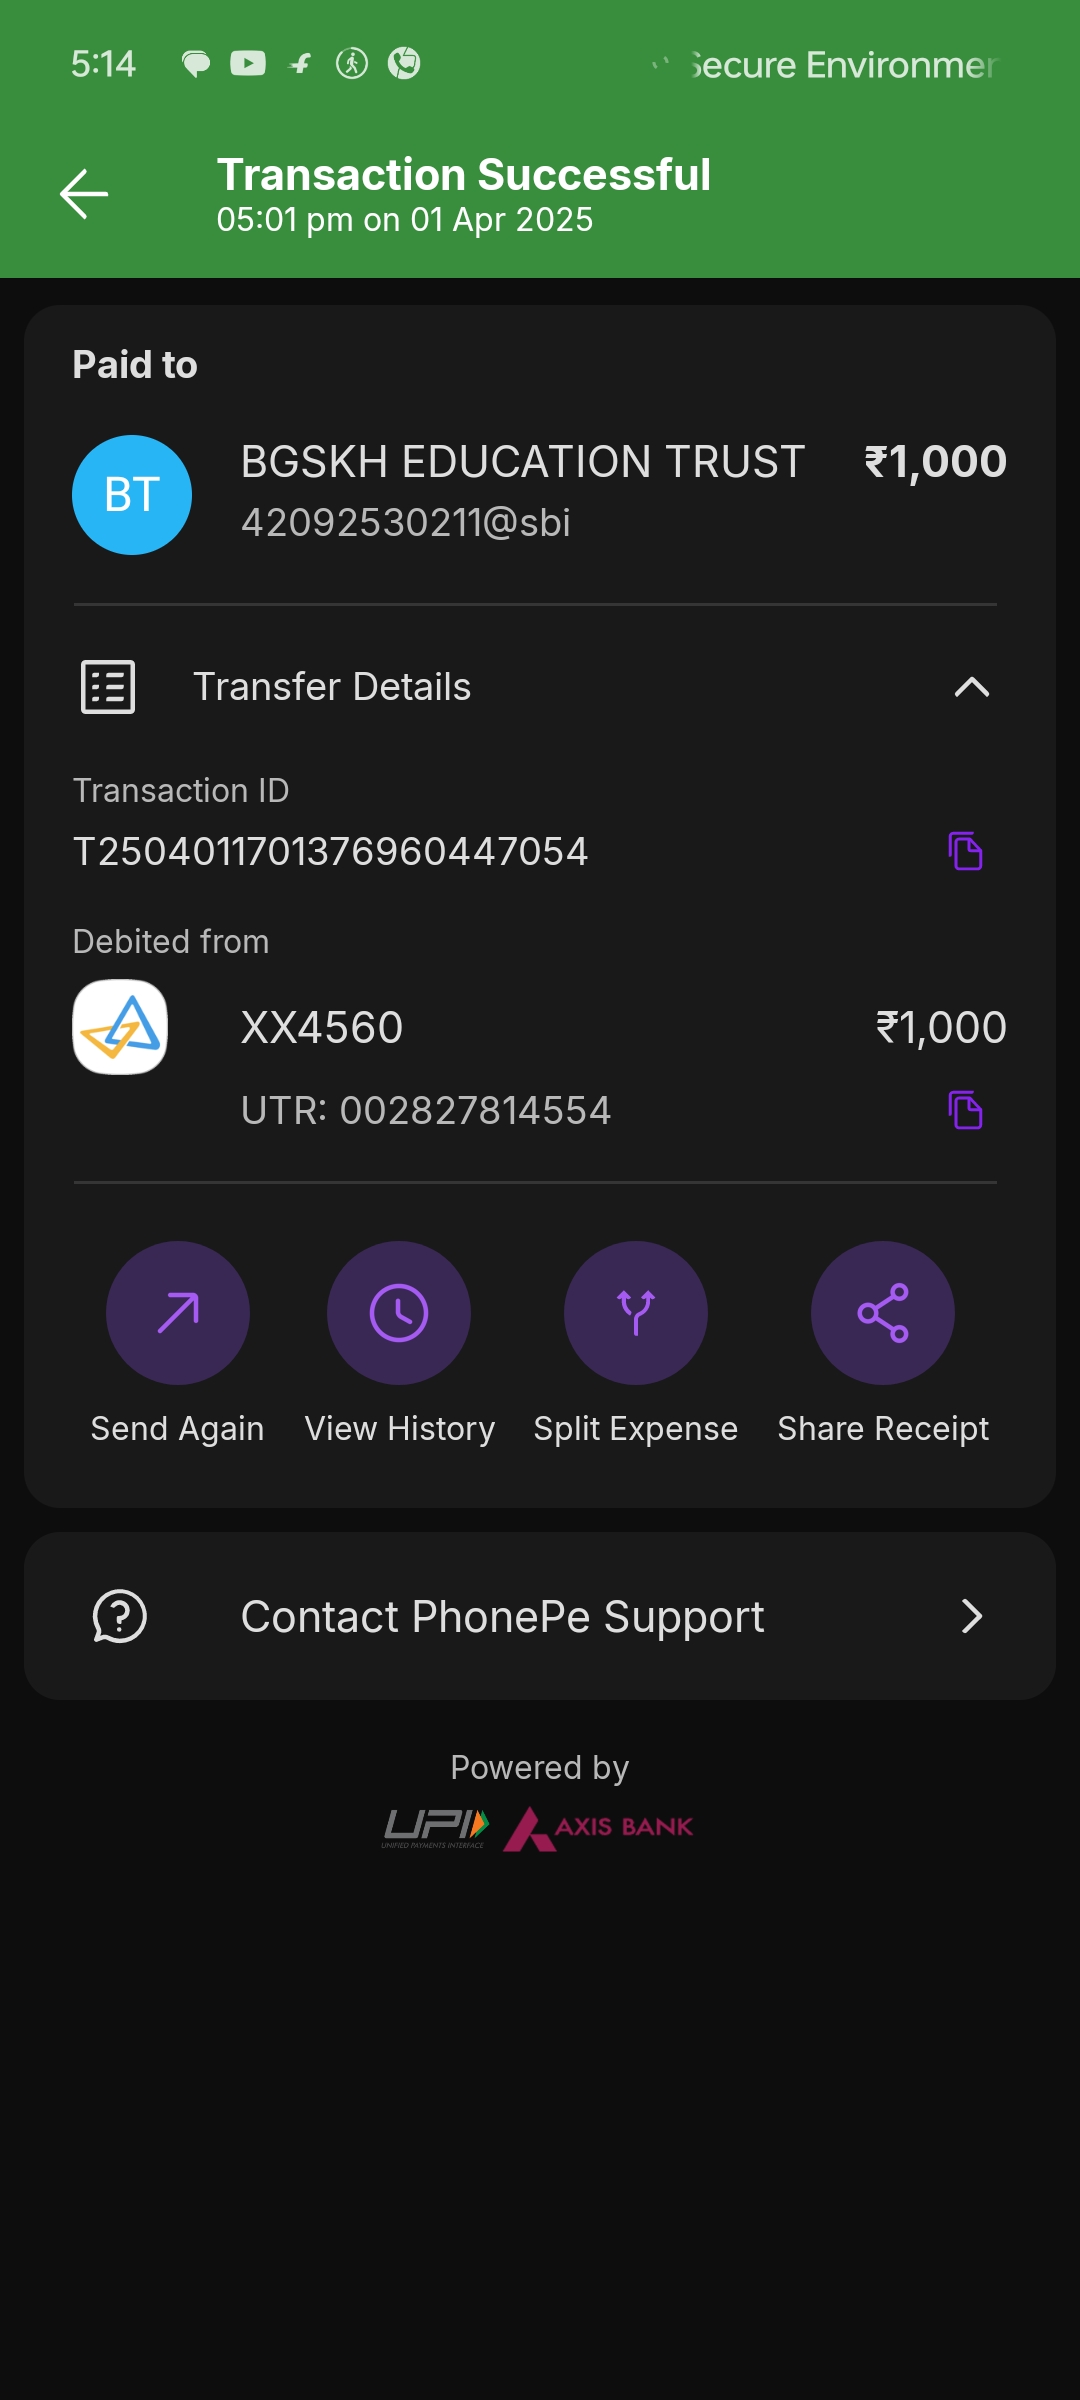 5:14
Secure Environmer
Transaction Successful
05:01 pm on 01 Apr 2025
Paid to
BT
BGSKH EDUCATION TRUST ₹1,000
42092530211@sbi
Transfer Details
Transaction ID
T2504011701376960447054
Debited from
XX4560 ₹1,000
UTR: 002827814554
Send Again View History Split Expense Share Receipt
Contact PhonePe Support
Powered by
UPI AXIS BANK
UNIFIED PAYMENTS INTERFACE